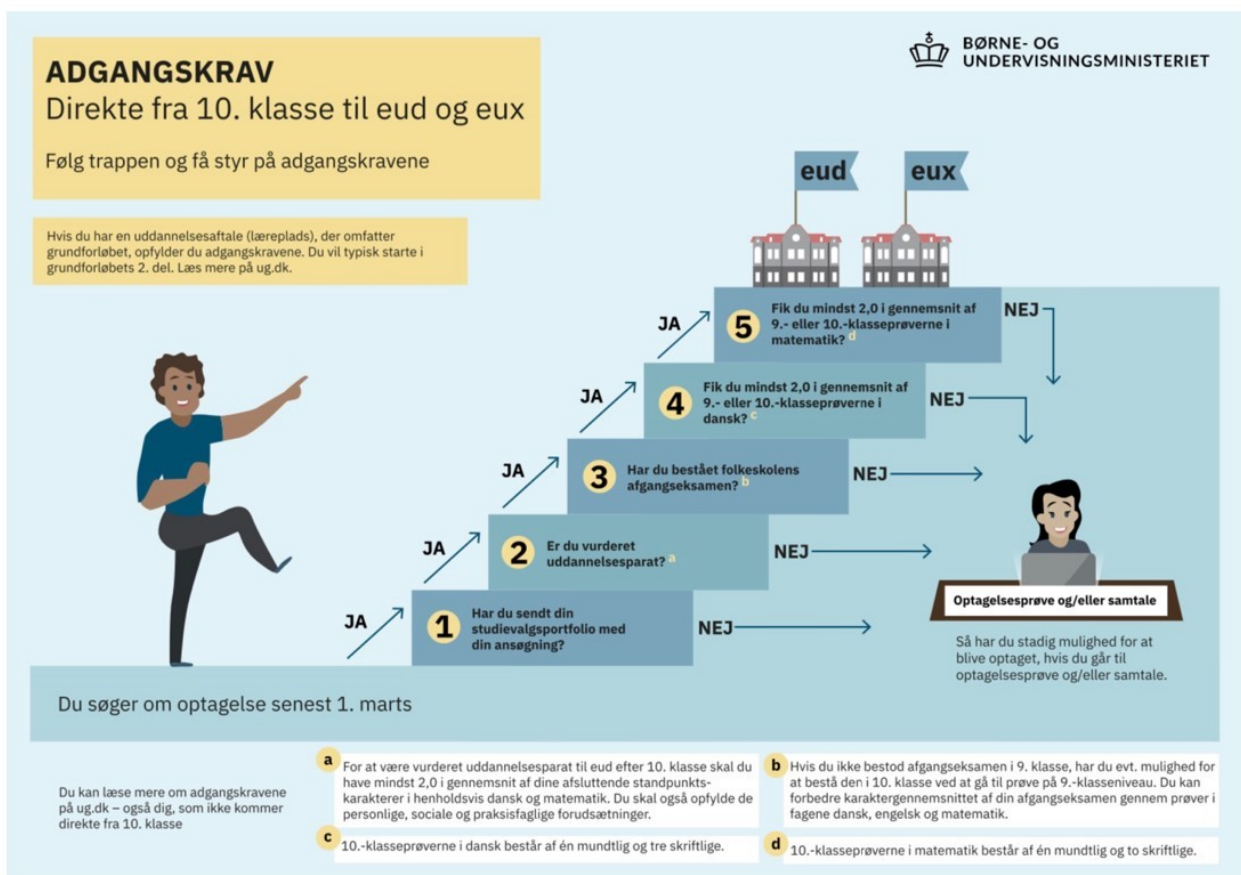 ADGANGSKRAV
Direkte fra 10. klasse til eud og eux
Følg trappen og få styr på adgangskravene
BØRNE- OG
UNDERVISNINGSMINISTERIET
Hvis du har en uddannelsesaftale (læreplads), der omfatter
grundforløbet, opfylder du adgangskravene. Du vil typisk starte i
grundforløbets 2. del. Læs mere på ug.dk.
eud
eux
JA
5
Fik du mindst 2,0 i gennemsnit af
9.- eller 10.-klasseprøverne i
matematik? d
NEJ
JA
4
Fik du mindst 2,0 i gennemsnit af
9.- eller 10.-klasseprøverne i
dansk? c
NEJ
JA
3
Har du bestået folkeskolens
afgangseksamen? b
NEJ
JA
2
Er du vurderet
uddannelsesparat? a
NEJ
JA
1
Har du sendt din
studievalgsportfolio med
din ansøgning?
NEJ
Optagelsesprøve og/eller samtale
Så har du stadig mulighed for at
blive optaget, hvis du går til
optagelsesprøve og/eller samtale.
Du søger om optagelse senest 1. marts
Du kan læse mere om adgangskravene
på ug.dk – også dig, som ikke kommer
direkte fra 10. klasse
a
For at være vurderet uddannelsesparat til eud efter 10. klasse skal du
have mindst 2,0 i gennemsnit af dine afsluttende standpunkts-
karakterer i henholdsvis dansk og matematik. Du skal også opfylde de
personlige, sociale og praksisfaglige forudsætninger.
b
Hvis du ikke bestod afgangseksamen i 9. klasse, har du evt. mulighed for
at bestå den i 10. klasse ved at gå til prøve på 9.-klasseniveau. Du kan
forbedre karaktergennemsnittet af din afgangseksamen gennem prøver i
fagene dansk, engelsk og matematik.
c
10.-klasseprøverne i dansk består af én mundtlig og tre skriftlige.
d
10.-klasseprøverne i matematik består af én mundtlig og to skriftlige.